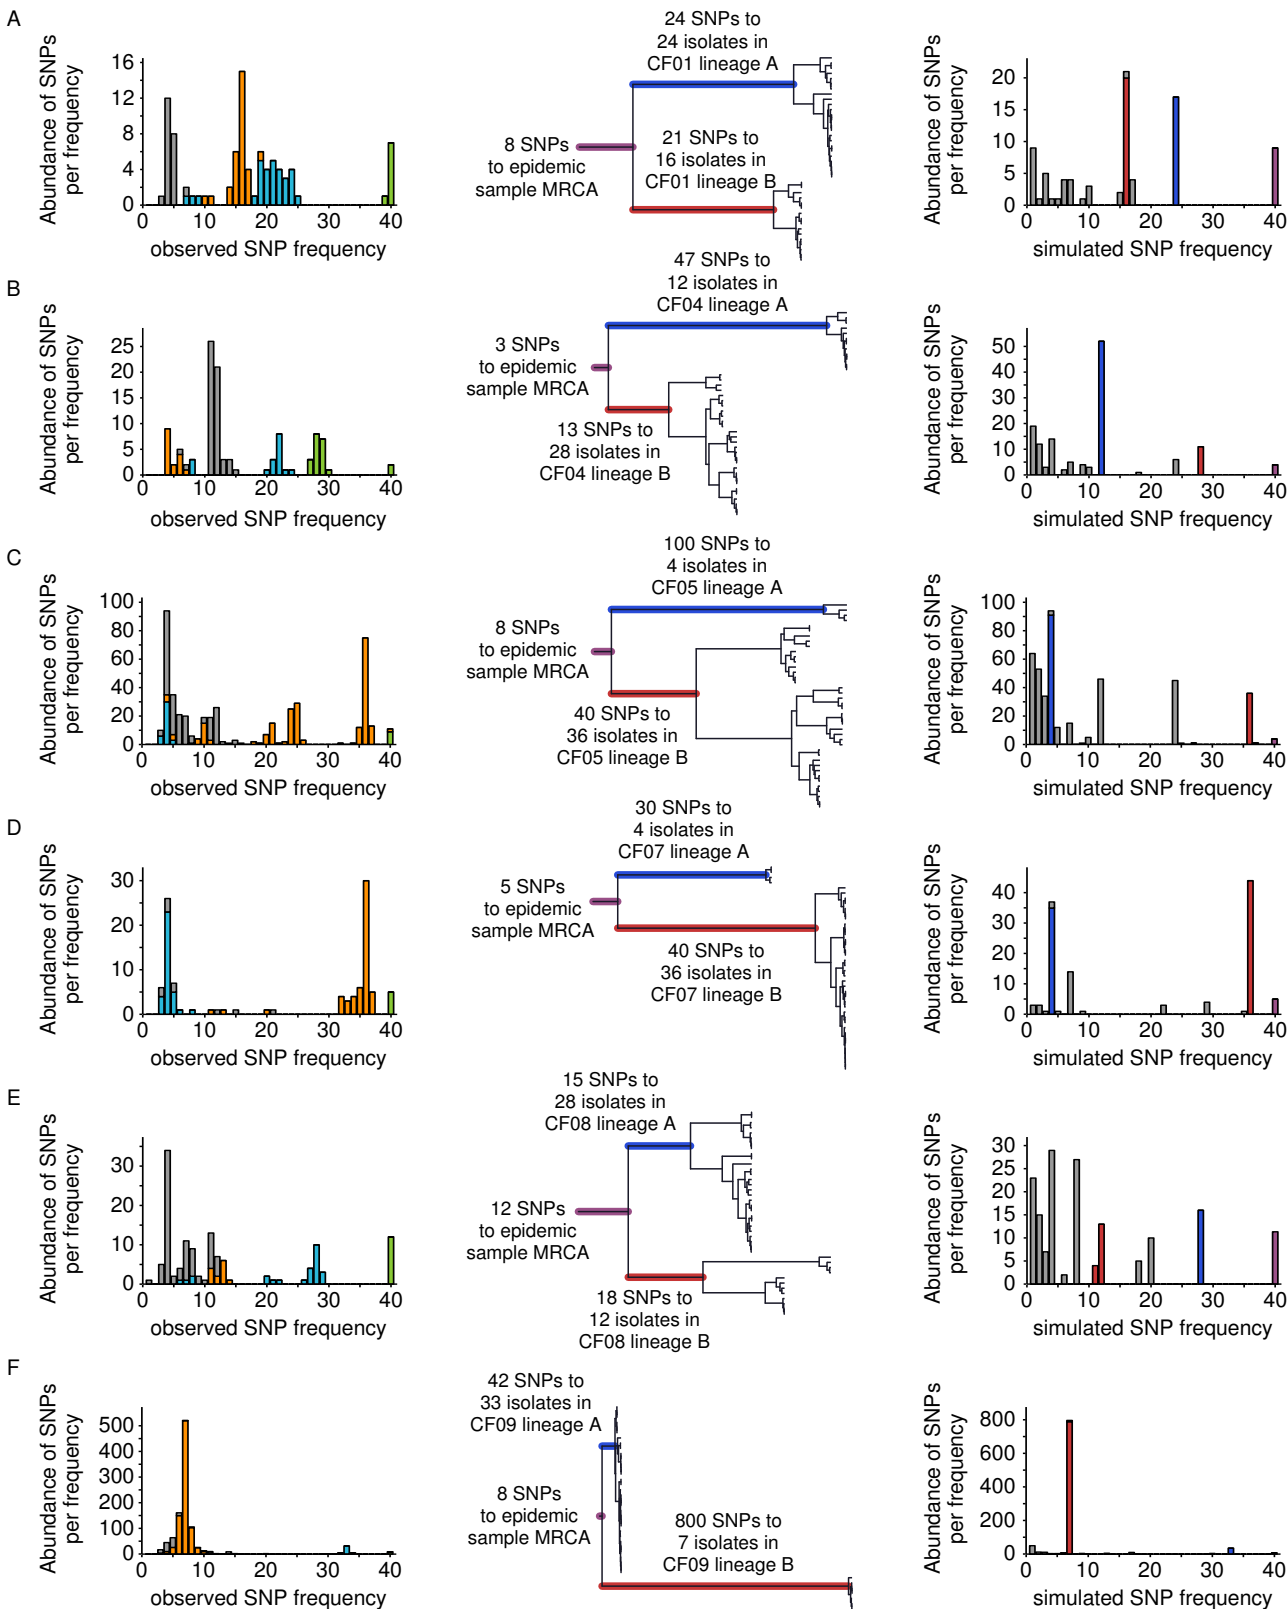 A
Abundance of SNPs
per frequency
16
12
8
4
0
0 10 20 30 40
observed SNP frequency
24 SNPs to
24 isolates in
CF01 lineage A
8 SNPs
to epidemic
sample MRCA
21 SNPs to
16 isolates in
CF01 lineage B
Abundance of SNPs
per frequency
20
15
10
5
0
0 10 20 30 40
simulated SNP frequency
B
Abundance of SNPs
per frequency
25
20
15
10
5
0
0 10 20 30 40
observed SNP frequency
47 SNPs to
12 isolates in
CF04 lineage A
3 SNPs
to epidemic
sample MRCA
13 SNPs to
28 isolates in
CF04 lineage B
Abundance of SNPs
per frequency
50
40
30
20
10
0
0 10 20 30 40
simulated SNP frequency
C
Abundance of SNPs
per frequency
100
80
60
40
20
0
0 10 20 30 40
observed SNP frequency
100 SNPs to
4 isolates in
CF05 lineage A
8 SNPs
to epidemic
sample MRCA
40 SNPs to
36 isolates in
CF05 lineage B
Abundance of SNPs
per frequency
100
80
60
40
20
0
0 10 20 30 40
simulated SNP frequency
D
Abundance of SNPs
per frequency
30
20
10
0
0 10 20 30 40
observed SNP frequency
30 SNPs to
4 isolates in
CF07 lineage A
5 SNPs
to epidemic
sample MRCA
40 SNPs to
36 isolates in
CF07 lineage B
Abundance of SNPs
per frequency
40
30
20
10
0
0 10 20 30 40
simulated SNP frequency
E
Abundance of SNPs
per frequency
30
20
10
0
0 10 20 30 40
observed SNP frequency
15 SNPs to
28 isolates in
CF08 lineage A
12 SNPs
to epidemic
sample MRCA
18 SNPs to
12 isolates in
CF08 lineage B
Abundance of SNPs
per frequency
30
25
20
15
10
5
0
0 10 20 30 40
simulated SNP frequency
F
Abundance of SNPs
per frequency
500
400
300
200
100
0
0 10 20 30 40
observed SNP frequency
42 SNPs to
33 isolates in
CF09 lineage A
8 SNPs
to epidemic
sample MRCA
800 SNPs to
7 isolates in
CF09 lineage B
Abundance of SNPs
per frequency
800
600
400
200
0
0 10 20 30 40
simulated SNP frequency